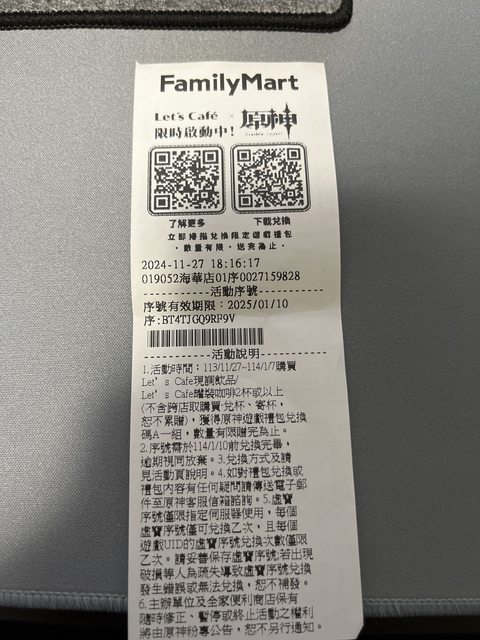 FamilyMart
Let's Café × 原神
限時啟動中！
了解更多 下載兌換
立即掃描兌換限定遊戲禮包
・數量有限、送完為止・
2024-11-27 18:16:17
019052海華店01序0027159828
----------活動序號----------
序號有效期限：2025/01/10
序:BT4TJGQ9RF9V
----------活動說明----------
1.活動時間：113/11/27~114/1/7購買
Let’s Cafe現調飲品/
Let’s Cafe罐裝咖啡2杯或以上
(不含跨店取購買兌杯、寄杯，
恕不累贈)，獲得原神遊戲禮包兌換
碼A一組，數量有限贈完為止。
2.序號需於114/1/10前兌換完畢，
逾期視同放棄。3.兌換方式及請
見活動頁說明。4.如對禮包兌換或
禮包內容有任何疑問請傳送電子郵
件至原神客服信箱諮詢。5.虛寶
序號僅限指定伺服器使用，每個
虛寶序號僅可兌換乙次，且每個
遊戲UID的虛寶序號兌換次數僅限
乙次。請妥善保存虛寶序號;若出現
破損等人為疏失導致虛寶序號兌換
發生錯誤或無法兌換，恕不補發。
6.主辦單位及全家便利商店保有
隨時修正、暫停或終止活動之權利
將由原神粉專公告，恕不另行通知。